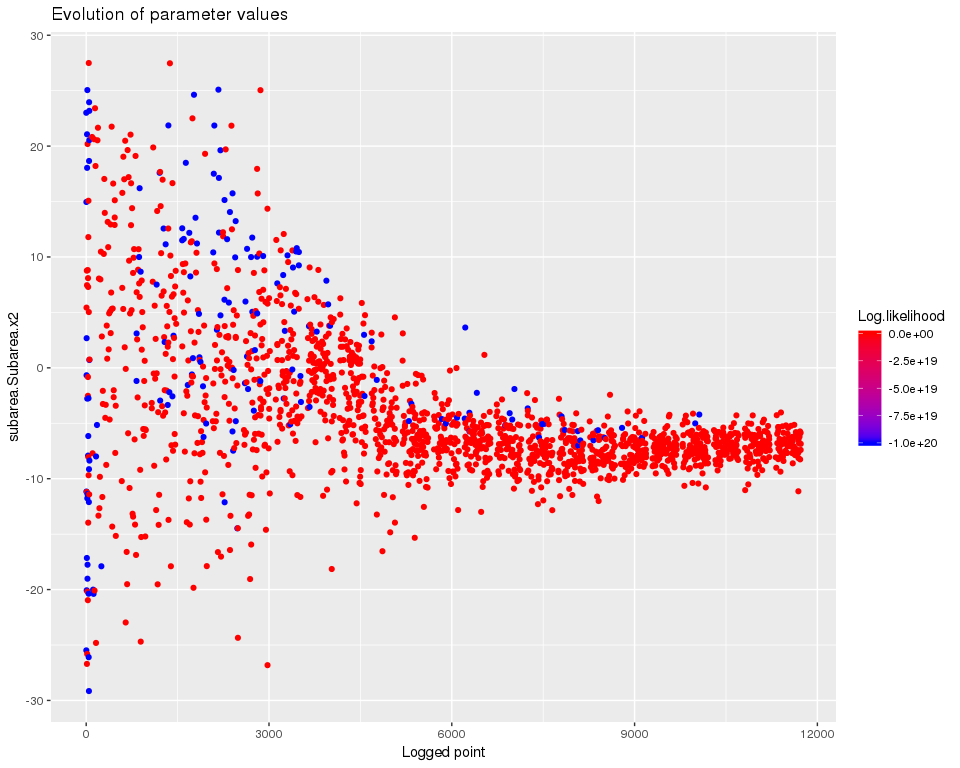 Evolution of parameter values
subarea.Subarea.x2
30
20
10
0
-10
-20
-30
0
3000
6000
9000
12000
Logged point
Log.likelihood
0.0e+00
-2.5e+19
-5.0e+19
-7.5e+19
-1.0e+20